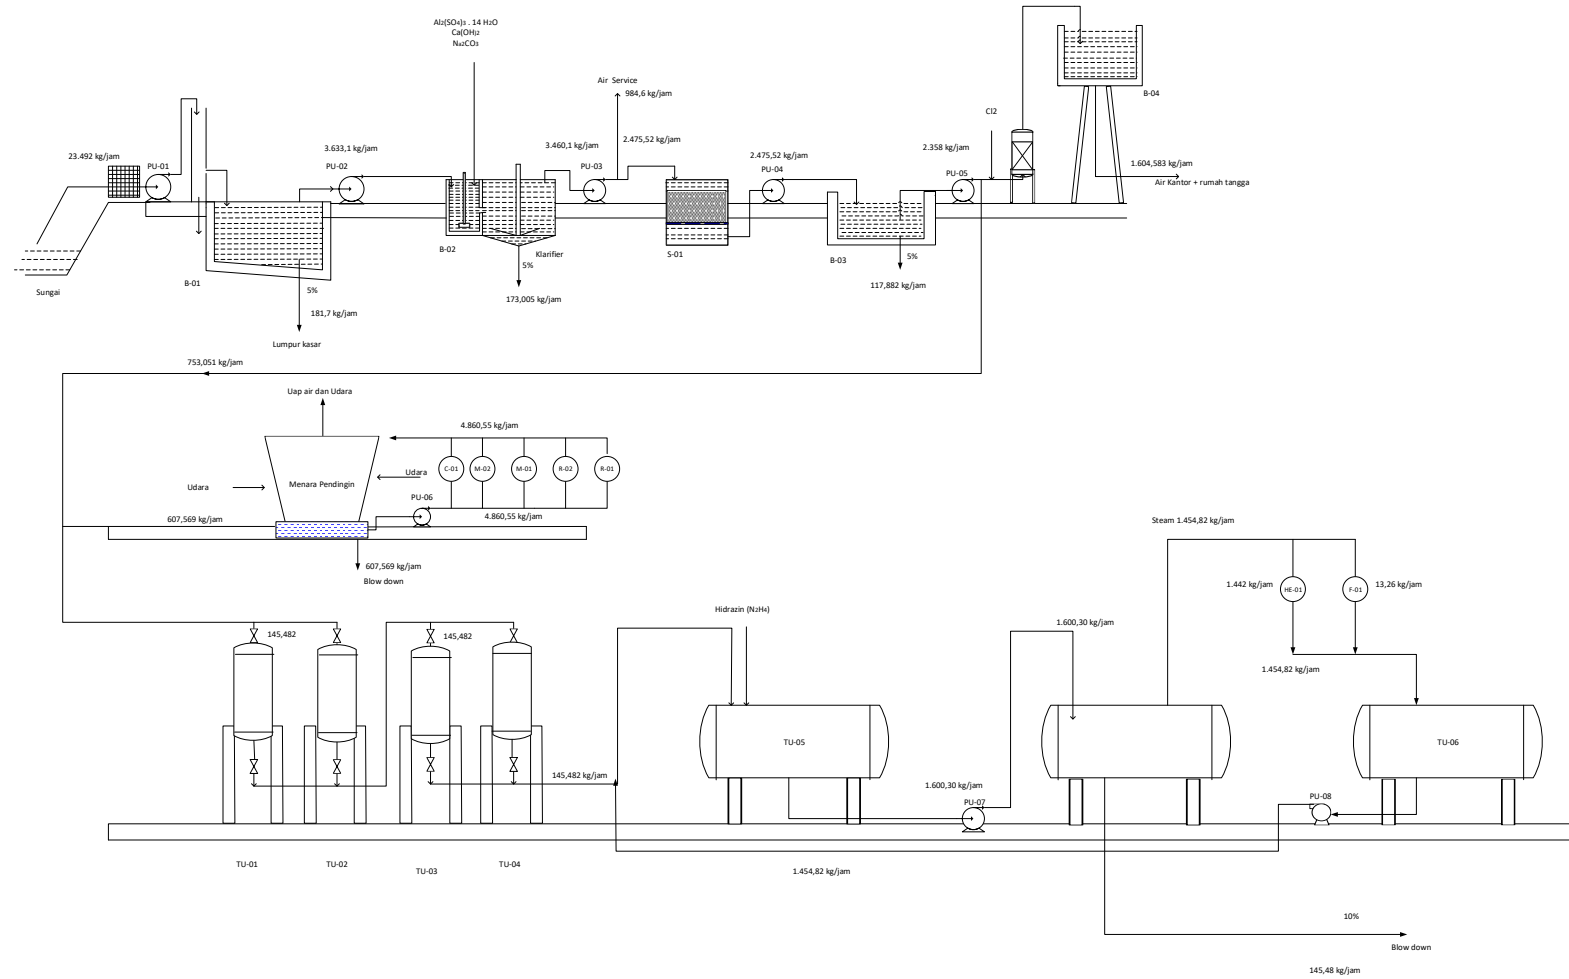 Al2(SO4)3 . 14 H2O
Ca(OH)2
Na2CO3
Air Service
984,6 kg/jam
B-04
Cl2
23.492 kg/jam
PU-01
3.633,1 kg/jam
PU-02
3.460,1 kg/jam
PU-03
2.475,52 kg/jam
2.475,52 kg/jam
PU-04
2.358 kg/jam
PU-05
1.604,583 kg/jam
Air Kantor + rumah tangga
B-02
Klarifier
S-01
B-03
B-01
Sungai
5%
181,7 kg/jam
Lumpur kasar
5%
173,005 kg/jam
5%
117,882 kg/jam
753,051 kg/jam
Uap air dan Udara
4.860,55 kg/jam
C-01
M-02
M-01
R-02
R-01
Udara
Menara Pendingin
Udara
PU-06
4.860,55 kg/jam
607,569 kg/jam
607,569 kg/jam
Blow down
Steam 1.454,82 kg/jam
1.442 kg/jam
HE-01
F-01
13,26 kg/jam
145,482
145,482
Hidrazin (N2H4)
1.600,30 kg/jam
1.454,82 kg/jam
TU-05
TU-06
145,482 kg/jam
1.600,30 kg/jam
PU-07
PU-08
TU-01
TU-02
TU-03
TU-04
1.454,82 kg/jam
10%
Blow down
145,48 kg/jam